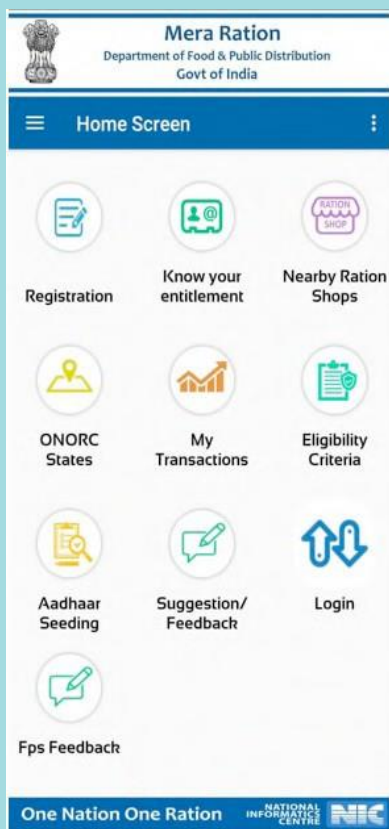 Mera Ration
Department of Food & Public Distribution
Govt of India
Home Screen
Registration
Know your
entitlement
RATION
SHOP
Nearby Ration
Shops
ONORC
States
My
Transactions
Eligibility
Criteria
Aadhaar
Seeding
Suggestion/
Feedback
Login
Fps Feedback
One Nation One Ration
NATIONAL
INFORMATICS
CENTRE
NIC